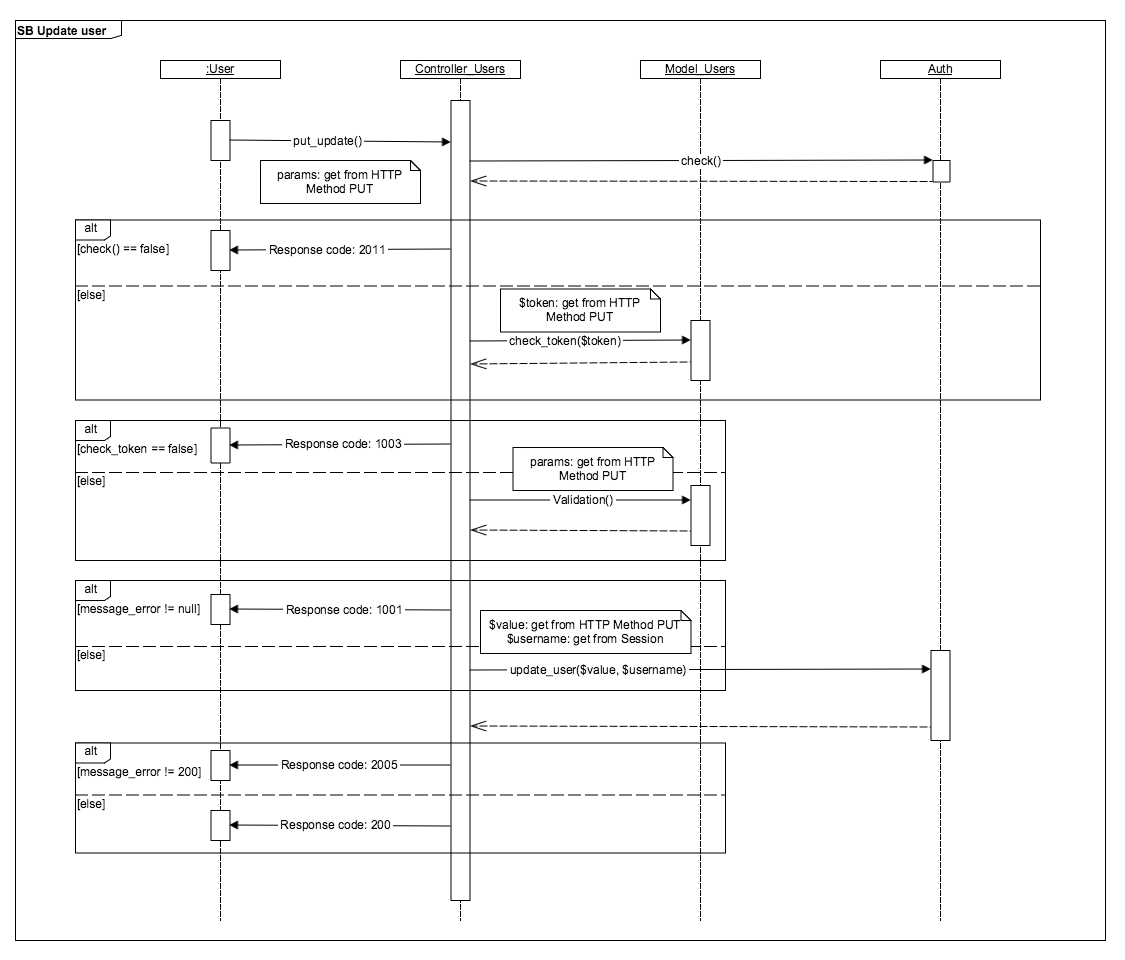 SB Update user
:User
Controller_Users
Model_Users
Auth
put_update()
check()
params: get from HTTP
Method PUT
alt
[check() == false]
Response code: 2011
[else]
$token: get from HTTP
Method PUT
check_token($token)
alt
[check_token == false]
Response code: 1003
params: get from HTTP
Method PUT
[else]
Validation()
alt
[message_error != null]
Response code: 1001
$value: get from HTTP Method PUT
$username: get from Session
[else]
update_user($value, $username)
alt
[message_error != 200]
Response code: 2005
[else]
Response code: 200